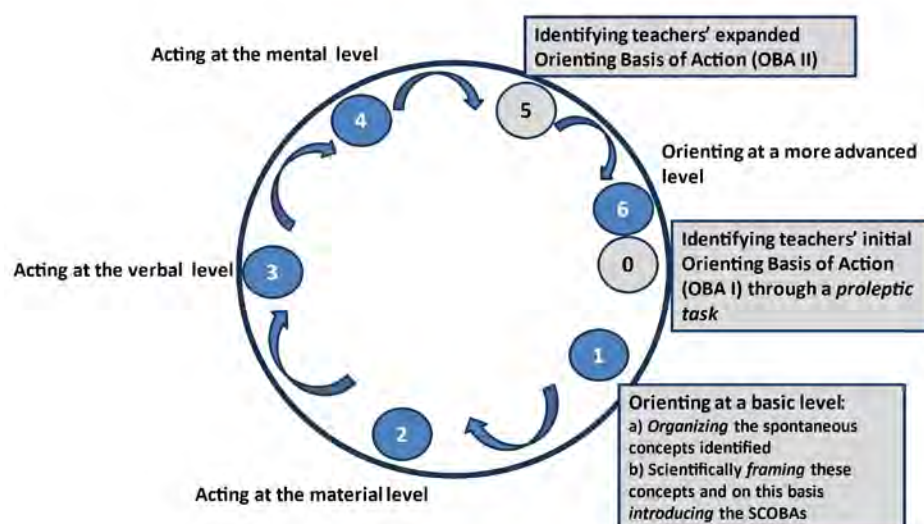 Identifying teachers' expanded
Orienting Basis of Action (OBA II)
Acting at the mental level
5
4
Orienting at a more advanced
level
6
Identifying teachers' initial
Orienting Basis of Action
(OBA I) through a proleptic
task
0
Acting at the verbal level
3
1
Orienting at a basic level:
a) Organizing the spontaneous
concepts identified
b) Scientifically framing these
concepts and on this basis
introducing the SCOBAs
2
Acting at the material level